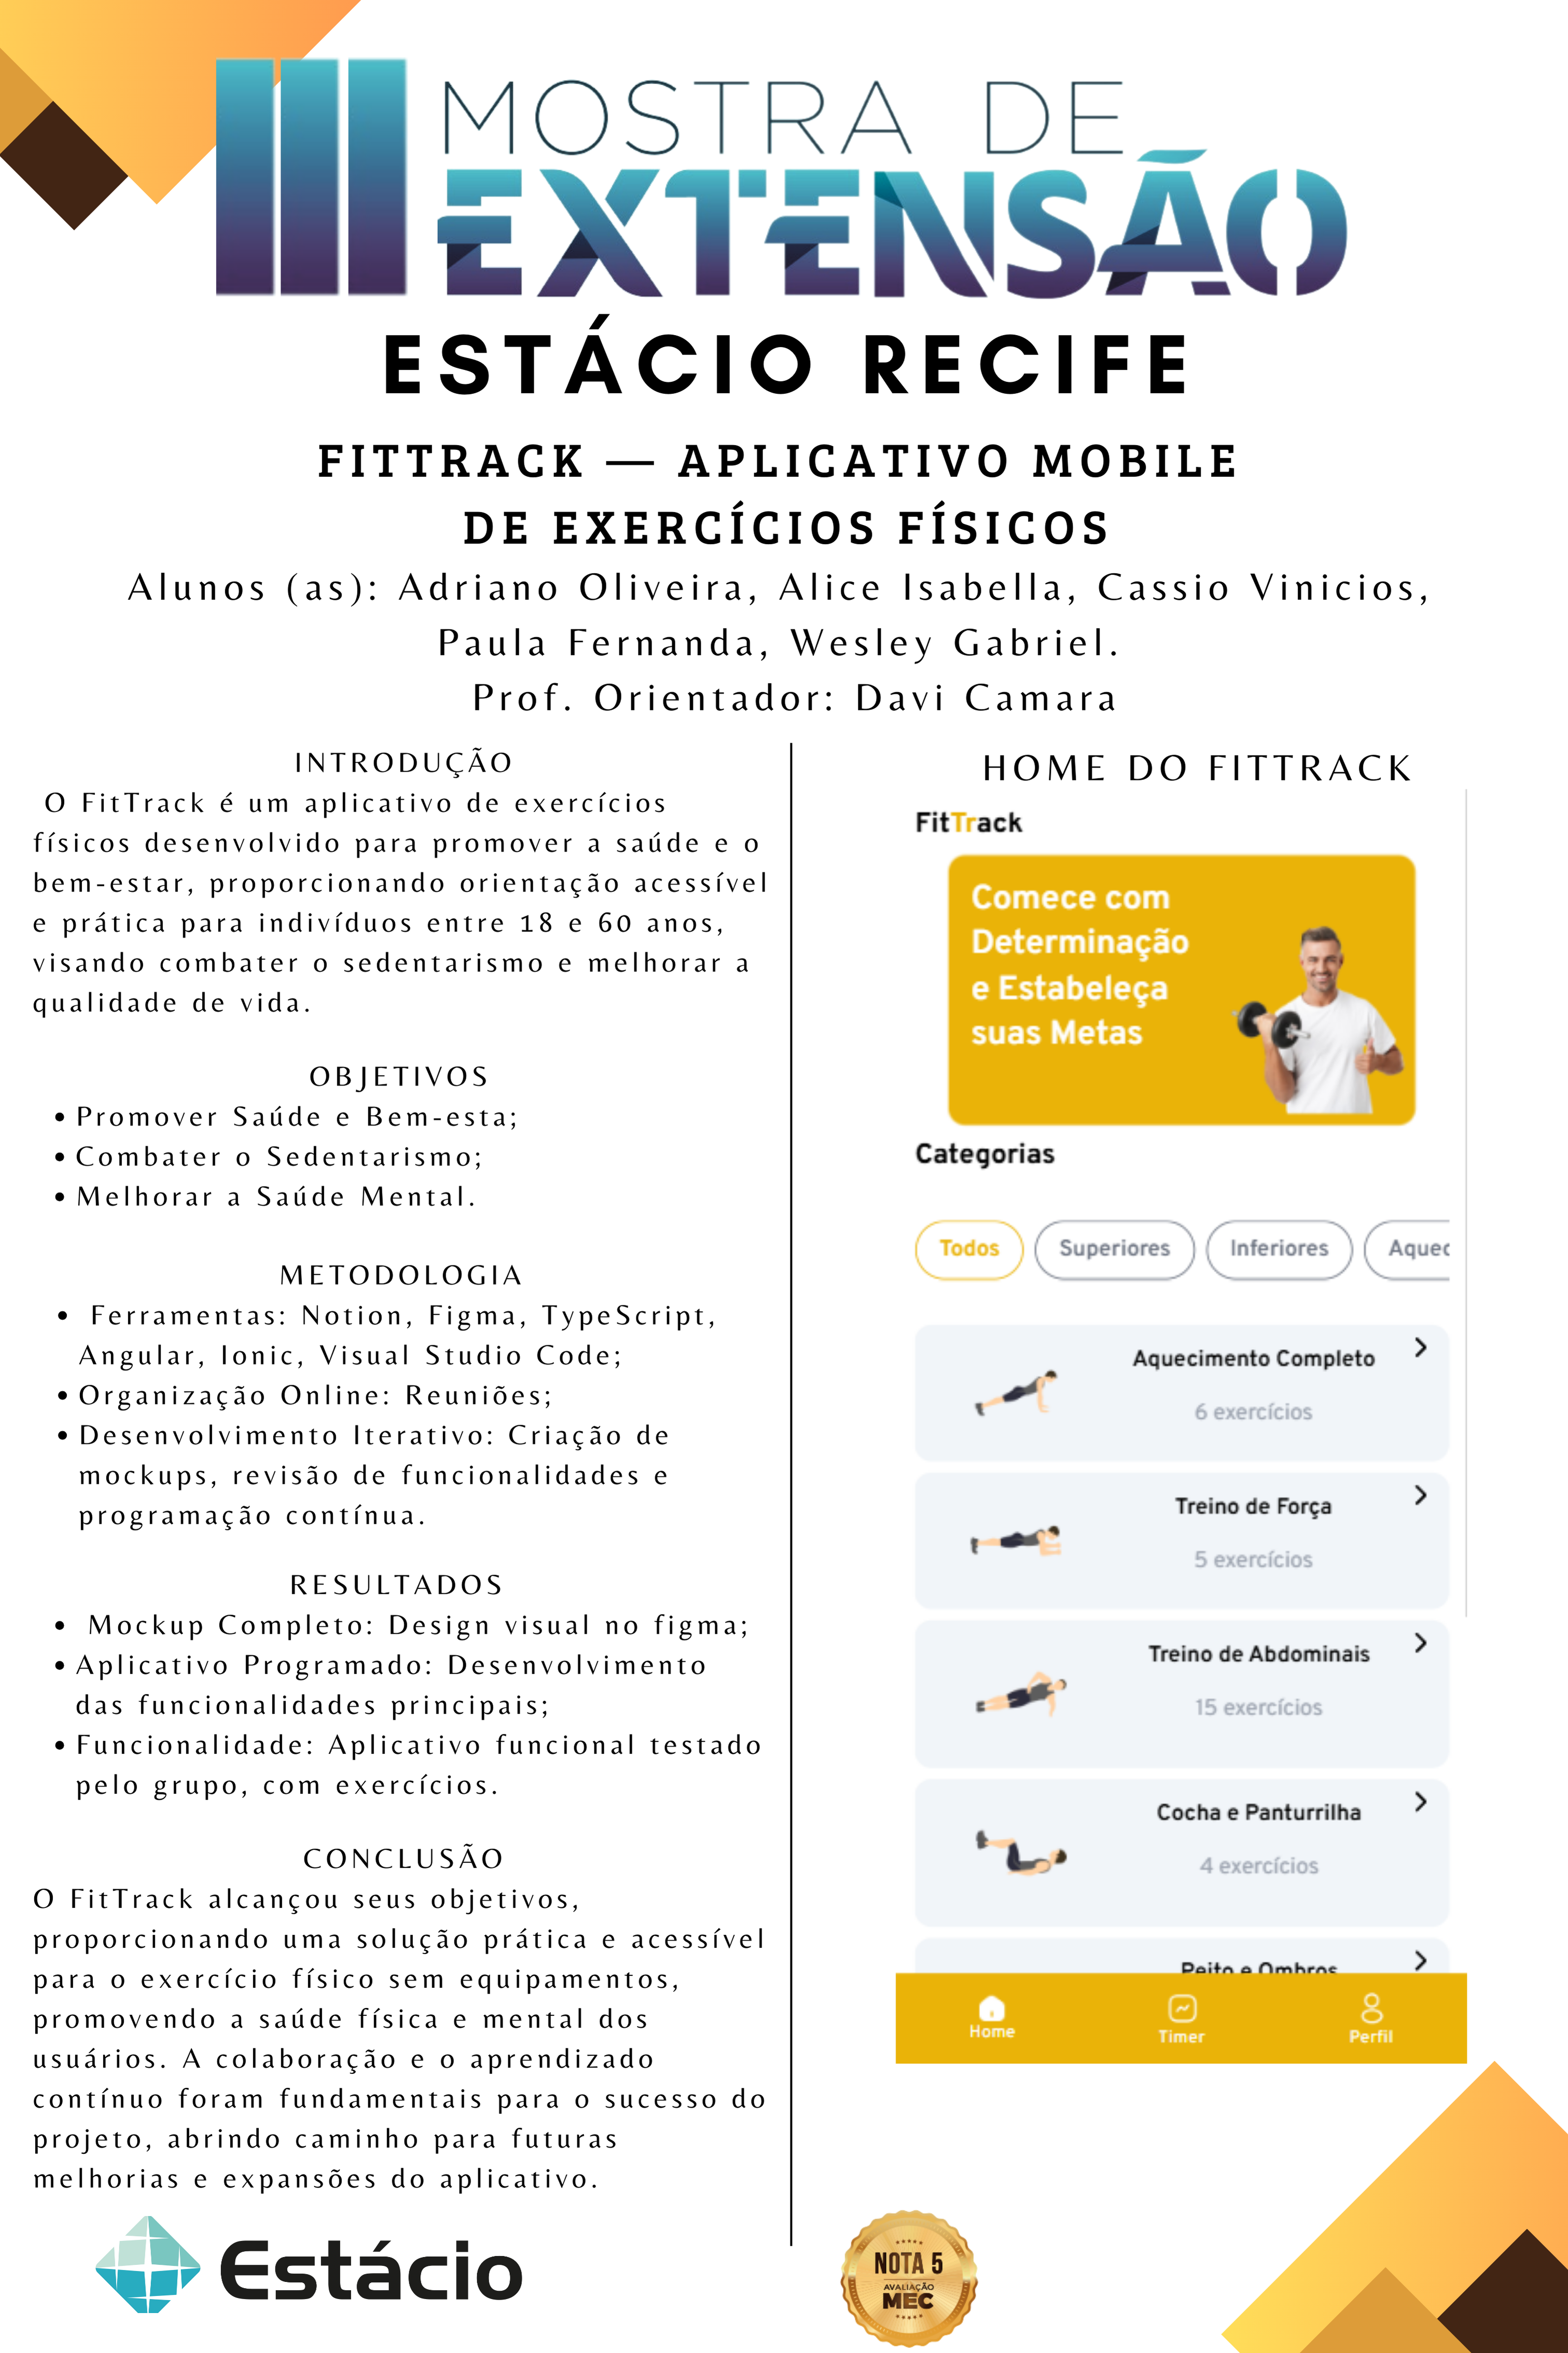 III MOSTRA DE
EXTENSÃO
ESTÁCIO RECIFE
FITTRACK — APLICATIVO MOBILE
DE EXERCÍCIOS FÍSICOS
Alunos (as): Adriano Oliveira, Alice Isabella, Cassio Vinicios,
Paula Fernanda, Wesley Gabriel.
Prof. Orientador: Davi Camara
INTRODUÇÃO
O FitTrack é um aplicativo de exercícios
físicos desenvolvido para promover a saúde e o
bem-estar, proporcionando orientação acessível
e prática para indivíduos entre 18 e 60 anos,
visando combater o sedentarismo e melhorar a
qualidade de vida.
OBJETIVOS
• Promover Saúde e Bem-esta;
• Combater o Sedentarismo;
• Melhorar a Saúde Mental.
METODOLOGIA
• Ferramentas: Notion, Figma, TypeScript,
Angular, Ionic, Visual Studio Code;
• Organização Online: Reuniões;
• Desenvolvimento Iterativo: Criação de
mockups, revisão de funcionalidades e
programação contínua.
RESULTADOS
• Mockup Completo: Design visual no figma;
• Aplicativo Programado: Desenvolvimento
das funcionalidades principais;
• Funcionalidade: Aplicativo funcional testado
pelo grupo, com exercícios.
CONCLUSÃO
O FitTrack alcançou seus objetivos,
proporcionando uma solução prática e acessível
para o exercício físico sem equipamentos,
promovendo a saúde física e mental dos
usuários. A colaboração e o aprendizado
contínuo foram fundamentais para o sucesso do
projeto, abrindo caminho para futuras
melhorias e expansões do aplicativo.
Estácio
HOME DO FITTRACK
FitTrack
Comece com
Determinação
e Estabeleça
suas Metas
Categorias
Todos
Superiores
Inferiores
Aquec
Aquecimento Completo
6 exercícios
Treino de Força
5 exercícios
Treino de Abdominais
15 exercícios
Cocha e Panturrilha
4 exercícios
Peito e Ombros
Home
Timer
Perfil
NOTA 5
AVALIAÇÃO
MEC